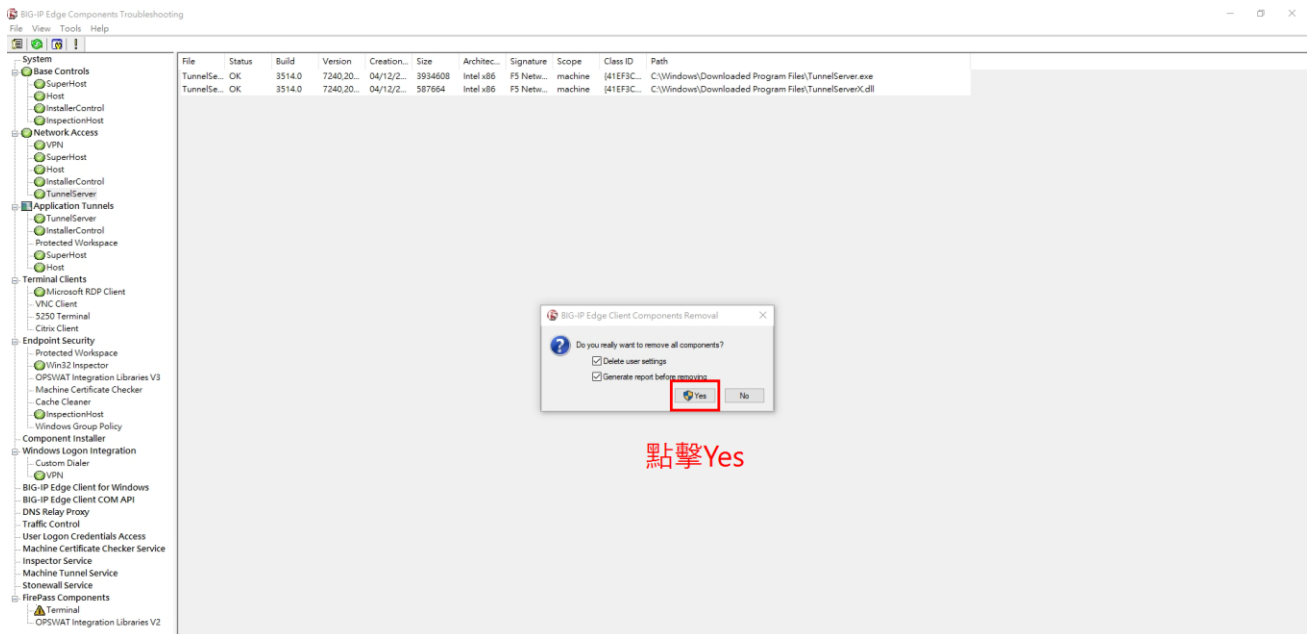 BIG-IP Edge Components Troubleshooting
File View Tools Help
System
Base Controls
SuperHost
Host
InstallerControl
InspectionHost
Network Access
VPN
SuperHost
Host
InstallerControl
TunnelServer
Application Tunnels
TunnelServer
InstallerControl
Protected Workspace
SuperHost
Host
Terminal Clients
Microsoft RDP Client
VNC Client
5250 Terminal
Citrix Client
Endpoint Security
Protected Workspace
Win32 Inspector
OPSWAT Integration Libraries V3
Machine Certificate Checker
Cache Cleaner
InspectionHost
Windows Group Policy
Component Installer
Windows Logon Integration
Custom Dialer
VPN
BIG-IP Edge Client for Windows
BIG-IP Edge Client COM API
DNS Relay Proxy
Traffic Control
User Logon Credentials Access
Machine Certificate Checker Service
Inspector Service
Machine Tunnel Service
Stonewall Service
FirePass Components
Terminal
OPSWAT Integration Libraries V2
File Status Build Version Creation... Size Architec... Signature Scope Class ID Path
TunnelSe... OK 3514.0 7240,20... 04/12/2... 3934608 Intel x86 F5 Netw... machine {41EF3C... C:\Windows\Downloaded Program Files\TunnelServer.exe
TunnelSe... OK 3514.0 7240,20... 04/12/2... 587664 Intel x86 F5 Netw... machine {41EF3C... C:\Windows\Downloaded Program Files\TunnelServerX.dll
BIG-IP Edge Client Components Removal
Do you really want to remove all components?
Delete user settings
Generate report before removing
Yes No
點擊Yes